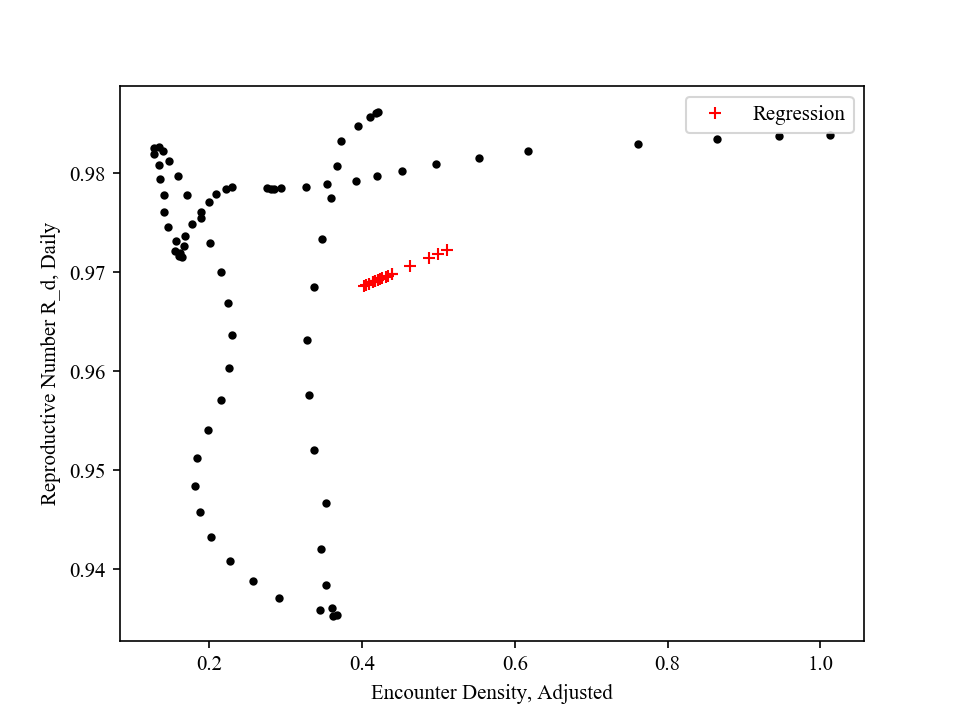 Regression
Reproductive Number R_d, Daily
0.98
0.97
0.96
0.95
0.94
0.2 0.4 0.6 0.8 1.0
Encounter Density, Adjusted